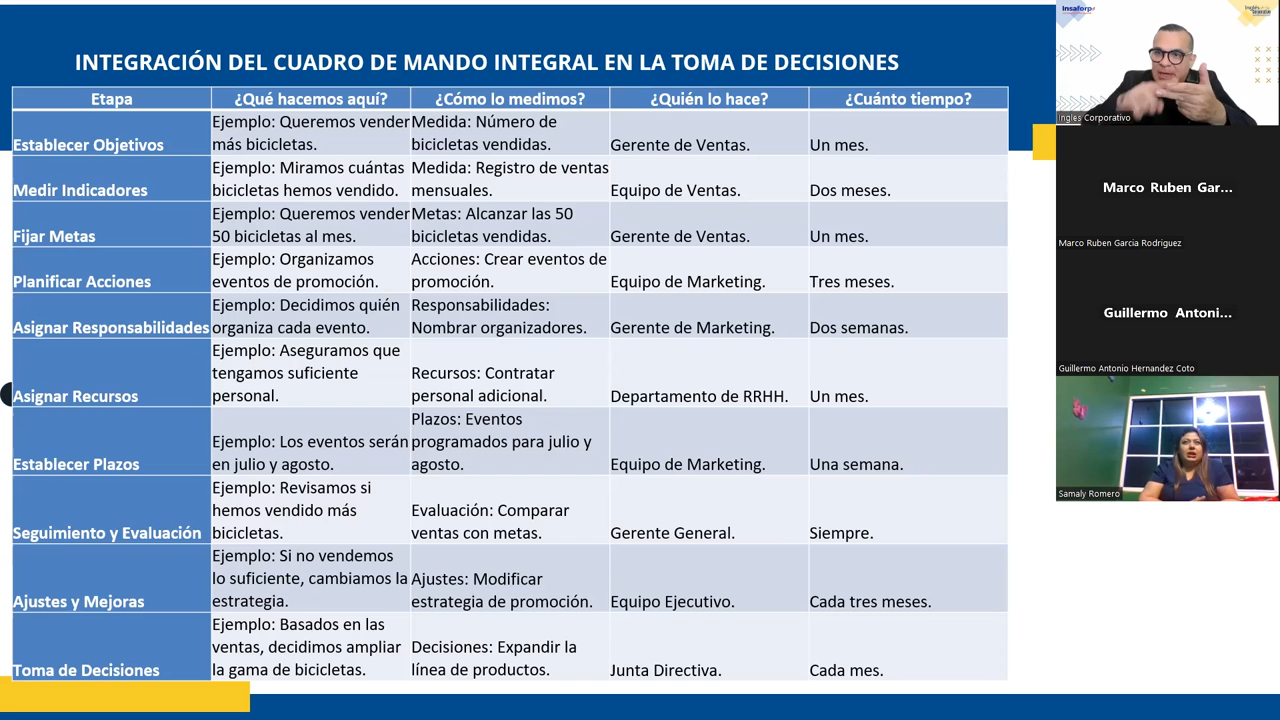 INTEGRACIÓN DEL CUADRO DE MANDO INTEGRAL EN LA TOMA DE DECISIONES
Etapa ¿Qué hacemos aquí? ¿Cómo lo medimos? ¿Quién lo hace? ¿Cuánto tiempo?
Establecer Objetivos
Ejemplo: Queremos vender
más bicicletas.
Medida: Número de
bicicletas vendidas.
Gerente de Ventas.
Un mes.
Medir Indicadores
Ejemplo: Miramos cuántas
bicicletas hemos vendido.
Medida: Registro de ventas
mensuales.
Equipo de Ventas.
Dos meses.
Fijar Metas
Ejemplo: Queremos vender
50 bicicletas al mes.
Metas: Alcanzar las 50
bicicletas vendidas.
Gerente de Ventas.
Un mes.
Planificar Acciones
Ejemplo: Organizamos
eventos de promoción.
Acciones: Crear eventos de
promoción.
Equipo de Marketing.
Tres meses.
Asignar Responsabilidades
Ejemplo: Decidimos quién
organiza cada evento.
Responsabilidades:
Nombrar organizadores.
Gerente de Marketing.
Dos semanas.
Asignar Recursos
Ejemplo: Aseguramos que
tengamos suficiente
personal.
Recursos: Contratar
personal adicional.
Departamento de RRHH.
Un mes.
Establecer Plazos
Ejemplo: Los eventos serán
en julio y agosto.
Plazos: Eventos
programados para julio y
agosto.
Equipo de Marketing.
Una semana.
Seguimiento y Evaluación
Ejemplo: Revisamos si
hemos vendido más
bicicletas.
Evaluación: Comparar
ventas con metas.
Gerente General.
Siempre.
Ajustes y Mejoras
Ejemplo: Si no vendemos
lo suficiente, cambiamos la
estrategia.
Ajustes: Modificar
estrategia de promoción.
Equipo Ejecutivo.
Cada tres meses.
Toma de Decisiones
Ejemplo: Basados en las
ventas, decidimos ampliar
la gama de bicicletas.
Decisiones: Expandir la
línea de productos.
Junta Directiva.
Cada mes.
Insaforp
Ingles Corporativo
Marco Ruben Gar...
Marco Ruben Garcia Rodriguez
Guillermo Antoni...
Guillermo Antonio Hernandez Coto
Samaly Romero